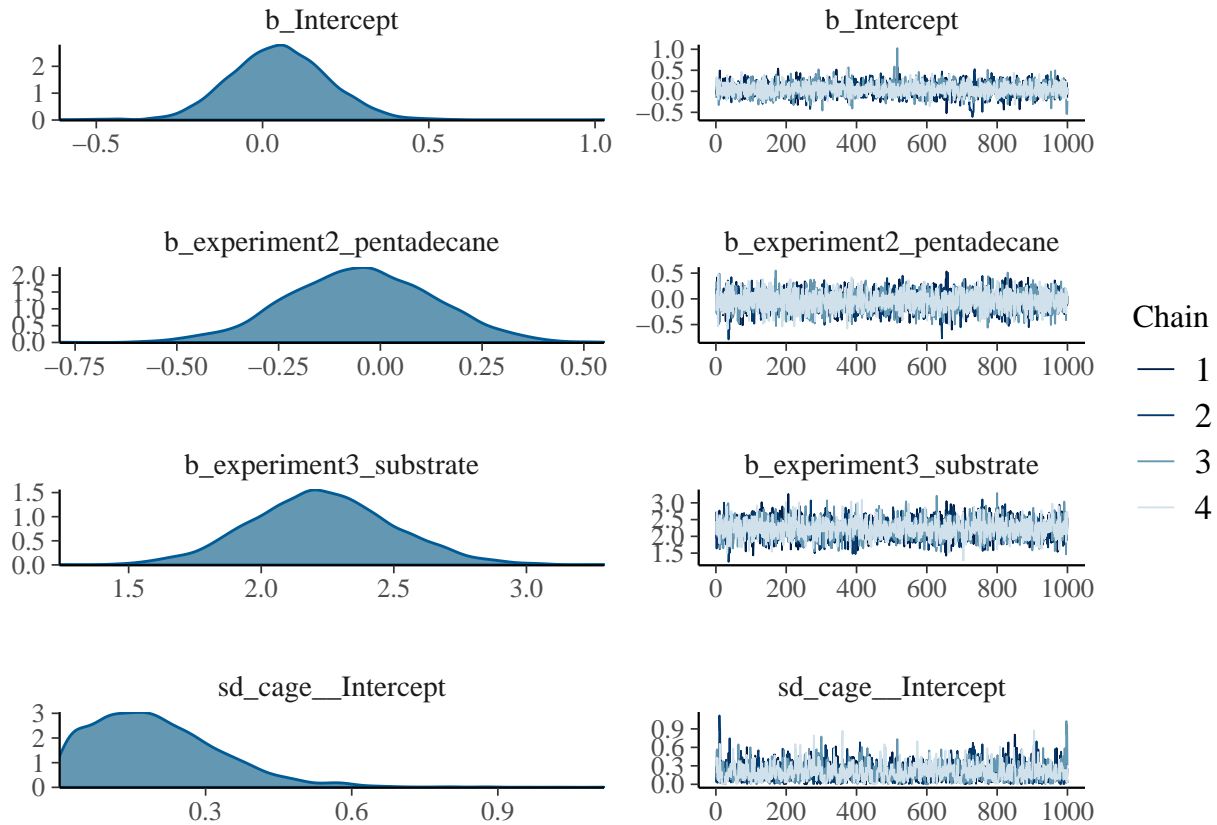 b_Intercept
2
1
0
−0.5 0.0 0.5 1.0
b_Intercept
1.0
0.5
0.0
−0.5
0 200 400 600 800 1000
b_experiment2_pentadecane
2.0
1.5
1.0
0.5
0.0
−0.75 −0.50 −0.25 0.00 0.25 0.50
b_experiment2_pentadecane
0.5
0.0
−0.5
0 200 400 600 800 1000
b_experiment3_substrate
1.5
1.0
0.5
0.0
1.5 2.0 2.5 3.0
b_experiment3_substrate
3.0
2.5
2.0
1.5
0 200 400 600 800 1000
sd_cage__Intercept
3
2
1
0
0.3 0.6 0.9
sd_cage__Intercept
0.9
0.6
0.3
0.0
0 200 400 600 800 1000
Chain
1
2
3
4